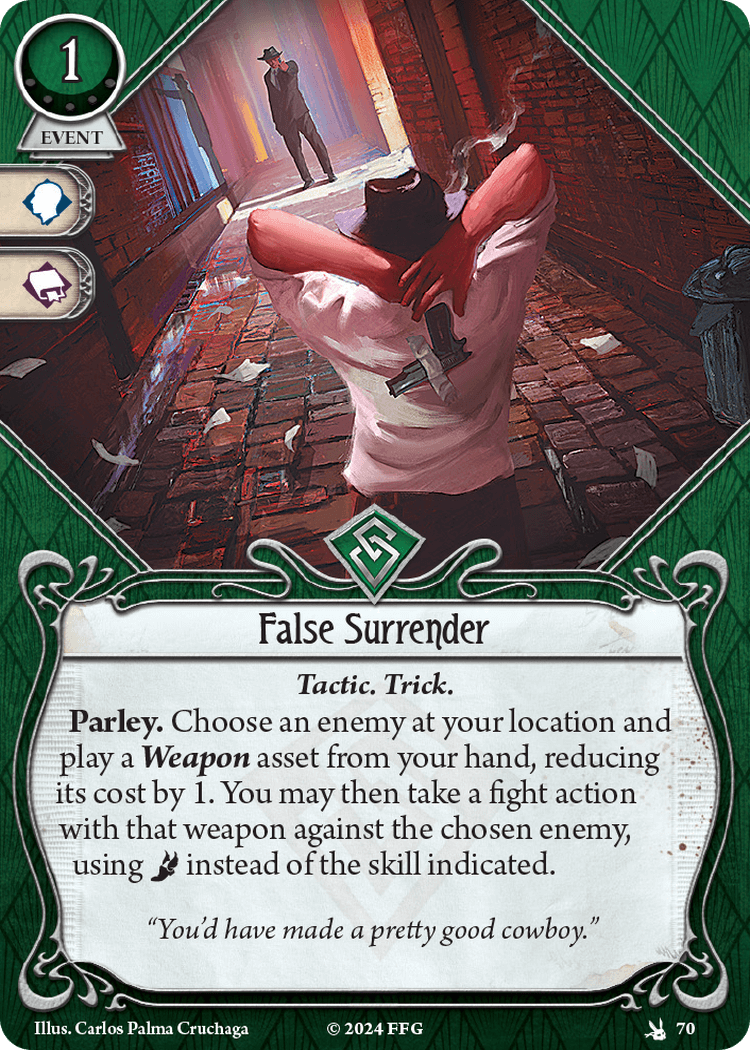 1
EVENT
False Surrender
Tactic. Trick.
Parley. Choose an enemy at your location and
play a Weapon asset from your hand, reducing
its cost by 1. You may then take a fight action
with that weapon against the chosen enemy,
using instead of the skill indicated.
“You’d have made a pretty good cowboy.”
Illus. Carlos Palma Cruchaga
© 2024 FFG
70